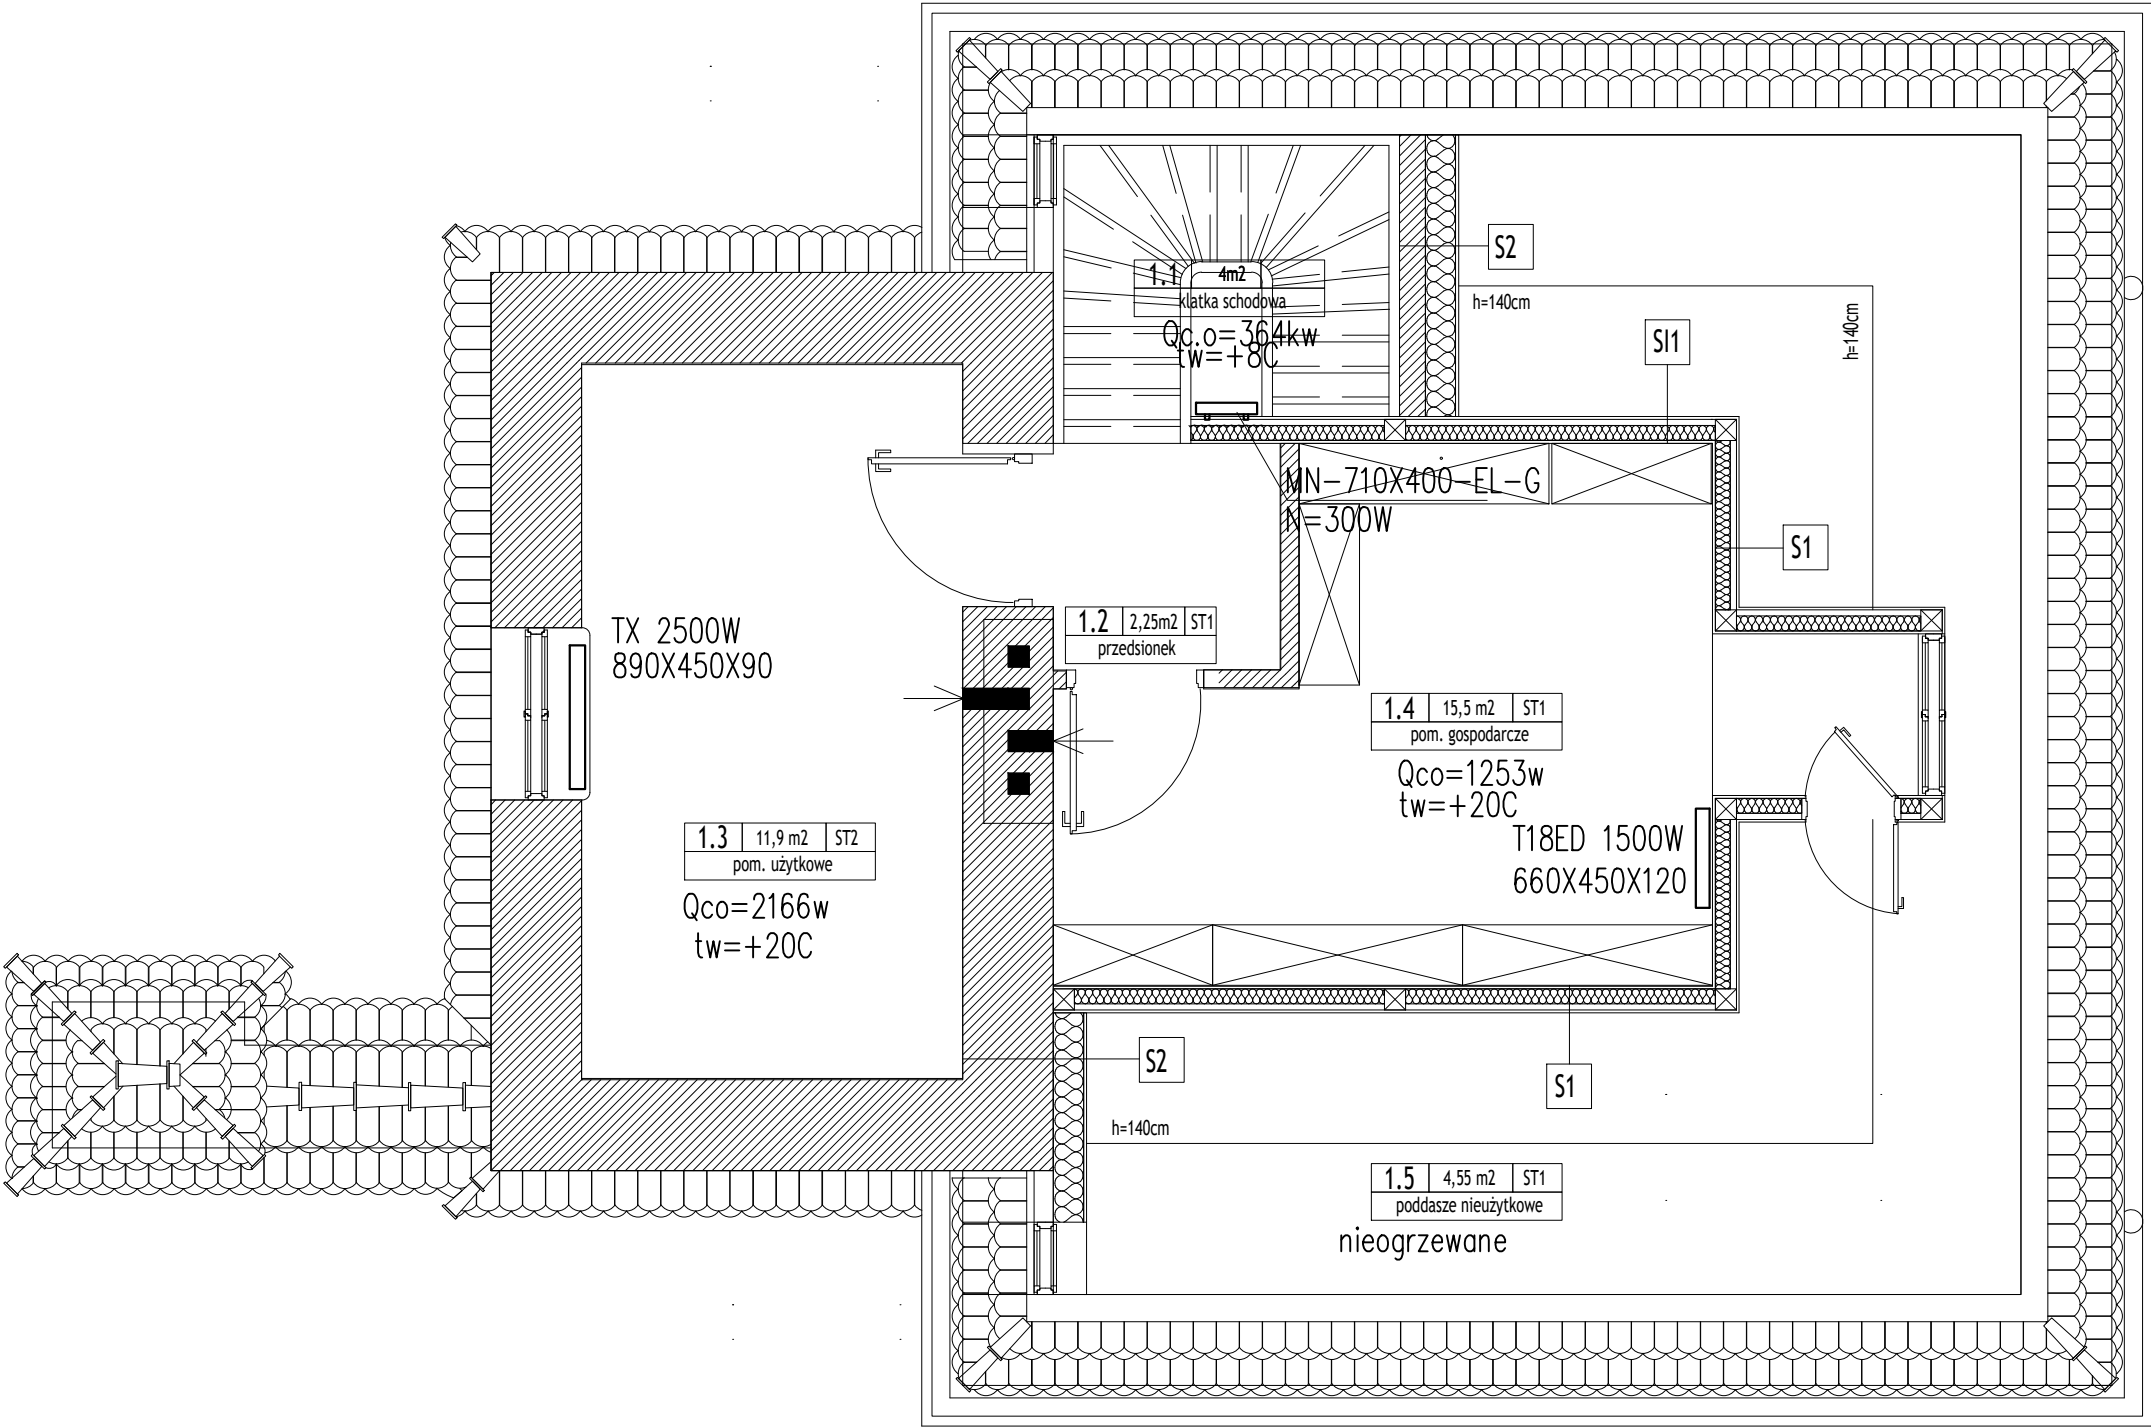 S2
1.1 4m2
klatka schodowa
Qc.o=364kw
tw=+8C
h=140cm
h=140cm
SI1
MN-710X400-EL-G
N=300W
S1
TX 2500W
890X450X90
1.2 2,25m2 ST1
przedsionek
1.4 15,5 m2 ST1
pom. gospodarcze
Qco=1253w
tw=+20C
T18ED 1500W
660X450X120
1.3 11,9 m2 ST2
pom. użytkowe
Qco=2166w
tw=+20C
S2
S1
h=140cm
1.5 4,55 m2 ST1
poddasze nieużytkowe
nieogrzewane